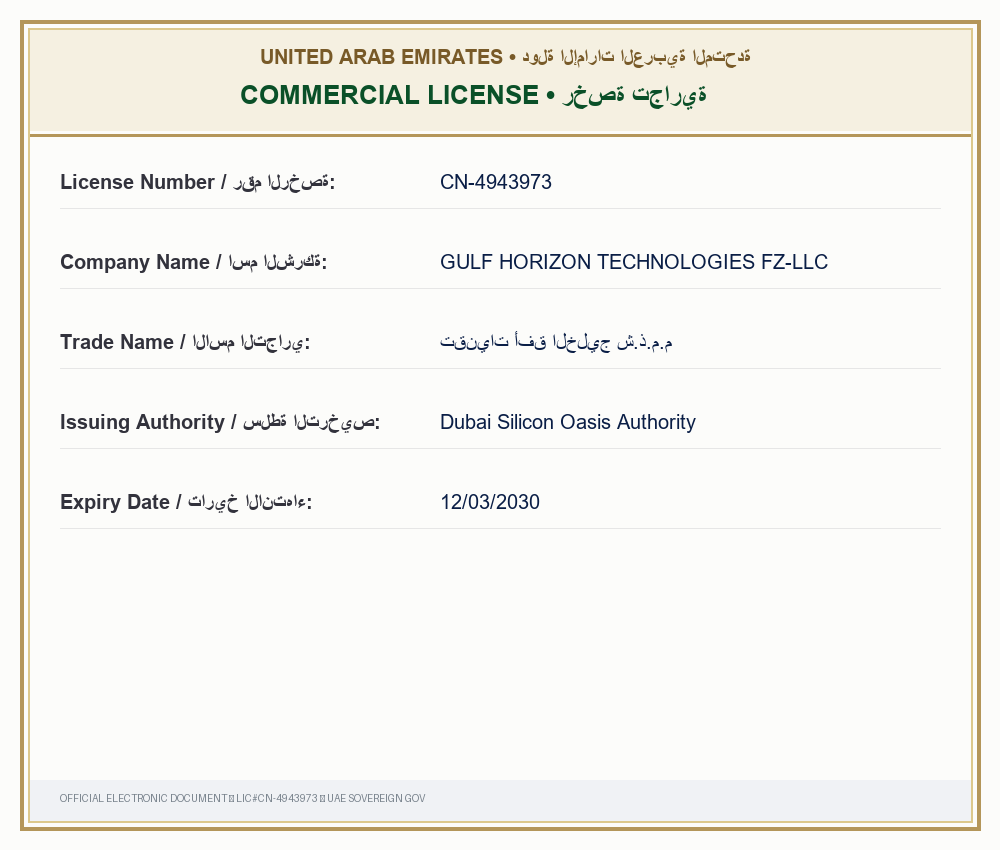 UNITED ARAB EMIRATES • دولة الإمارات العربية المتحدة
COMMERCIAL LICENSE • رخصة تجارية
License Number / رقم الرخصة: CN-4943973
Company Name / اسم الشركة: GULF HORIZON TECHNOLOGIES FZ-LLC
Trade Name / الاسم التجاري: تقنيات أفق الخليج ش.ذ.م.م
Issuing Authority / سلطة الترخيص: Dubai Silicon Oasis Authority
Expiry Date / تاريخ الانتهاء: 12/03/2030
OFFICIAL ELECTRONIC DOCUMENT LIC#CN-4943973 UAE SOVEREIGN GOV